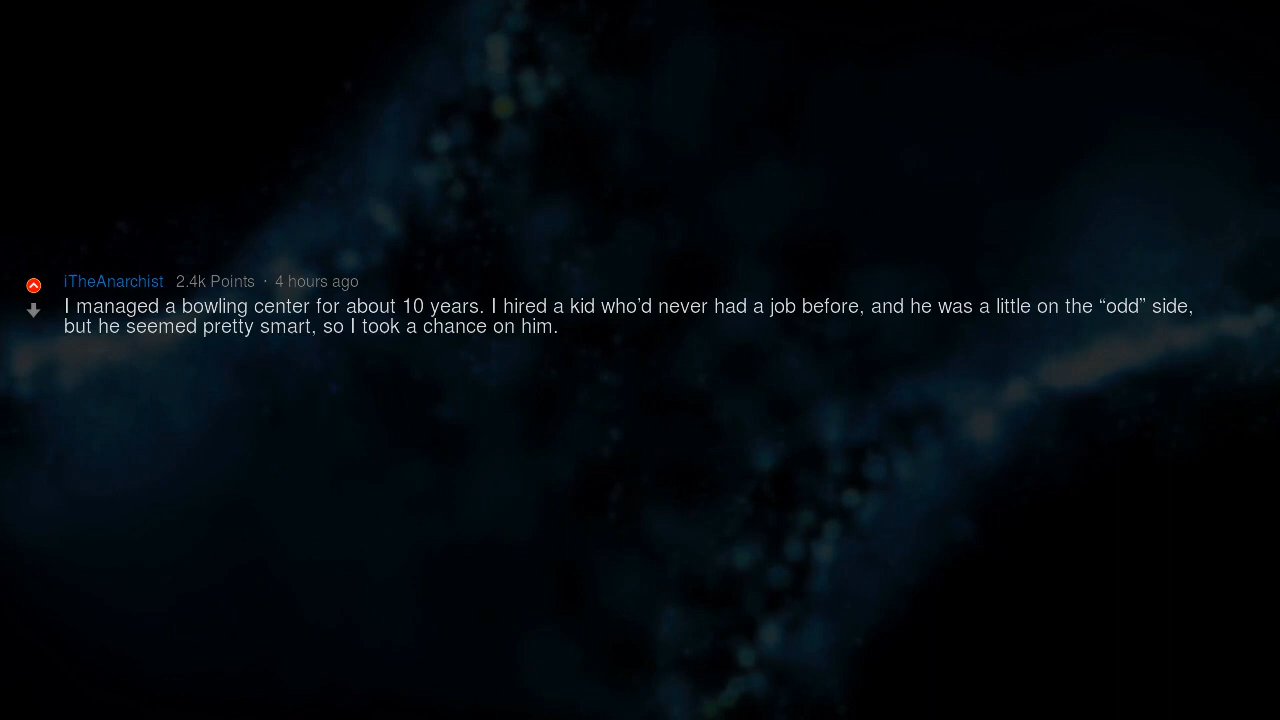 iTheAnarchist 2.4k Points · 4 hours ago
I managed a bowling center for about 10 years. I hired a kid who’d never had a job before, and he was a little on the “odd” side,
but he seemed pretty smart, so I took a chance on him.